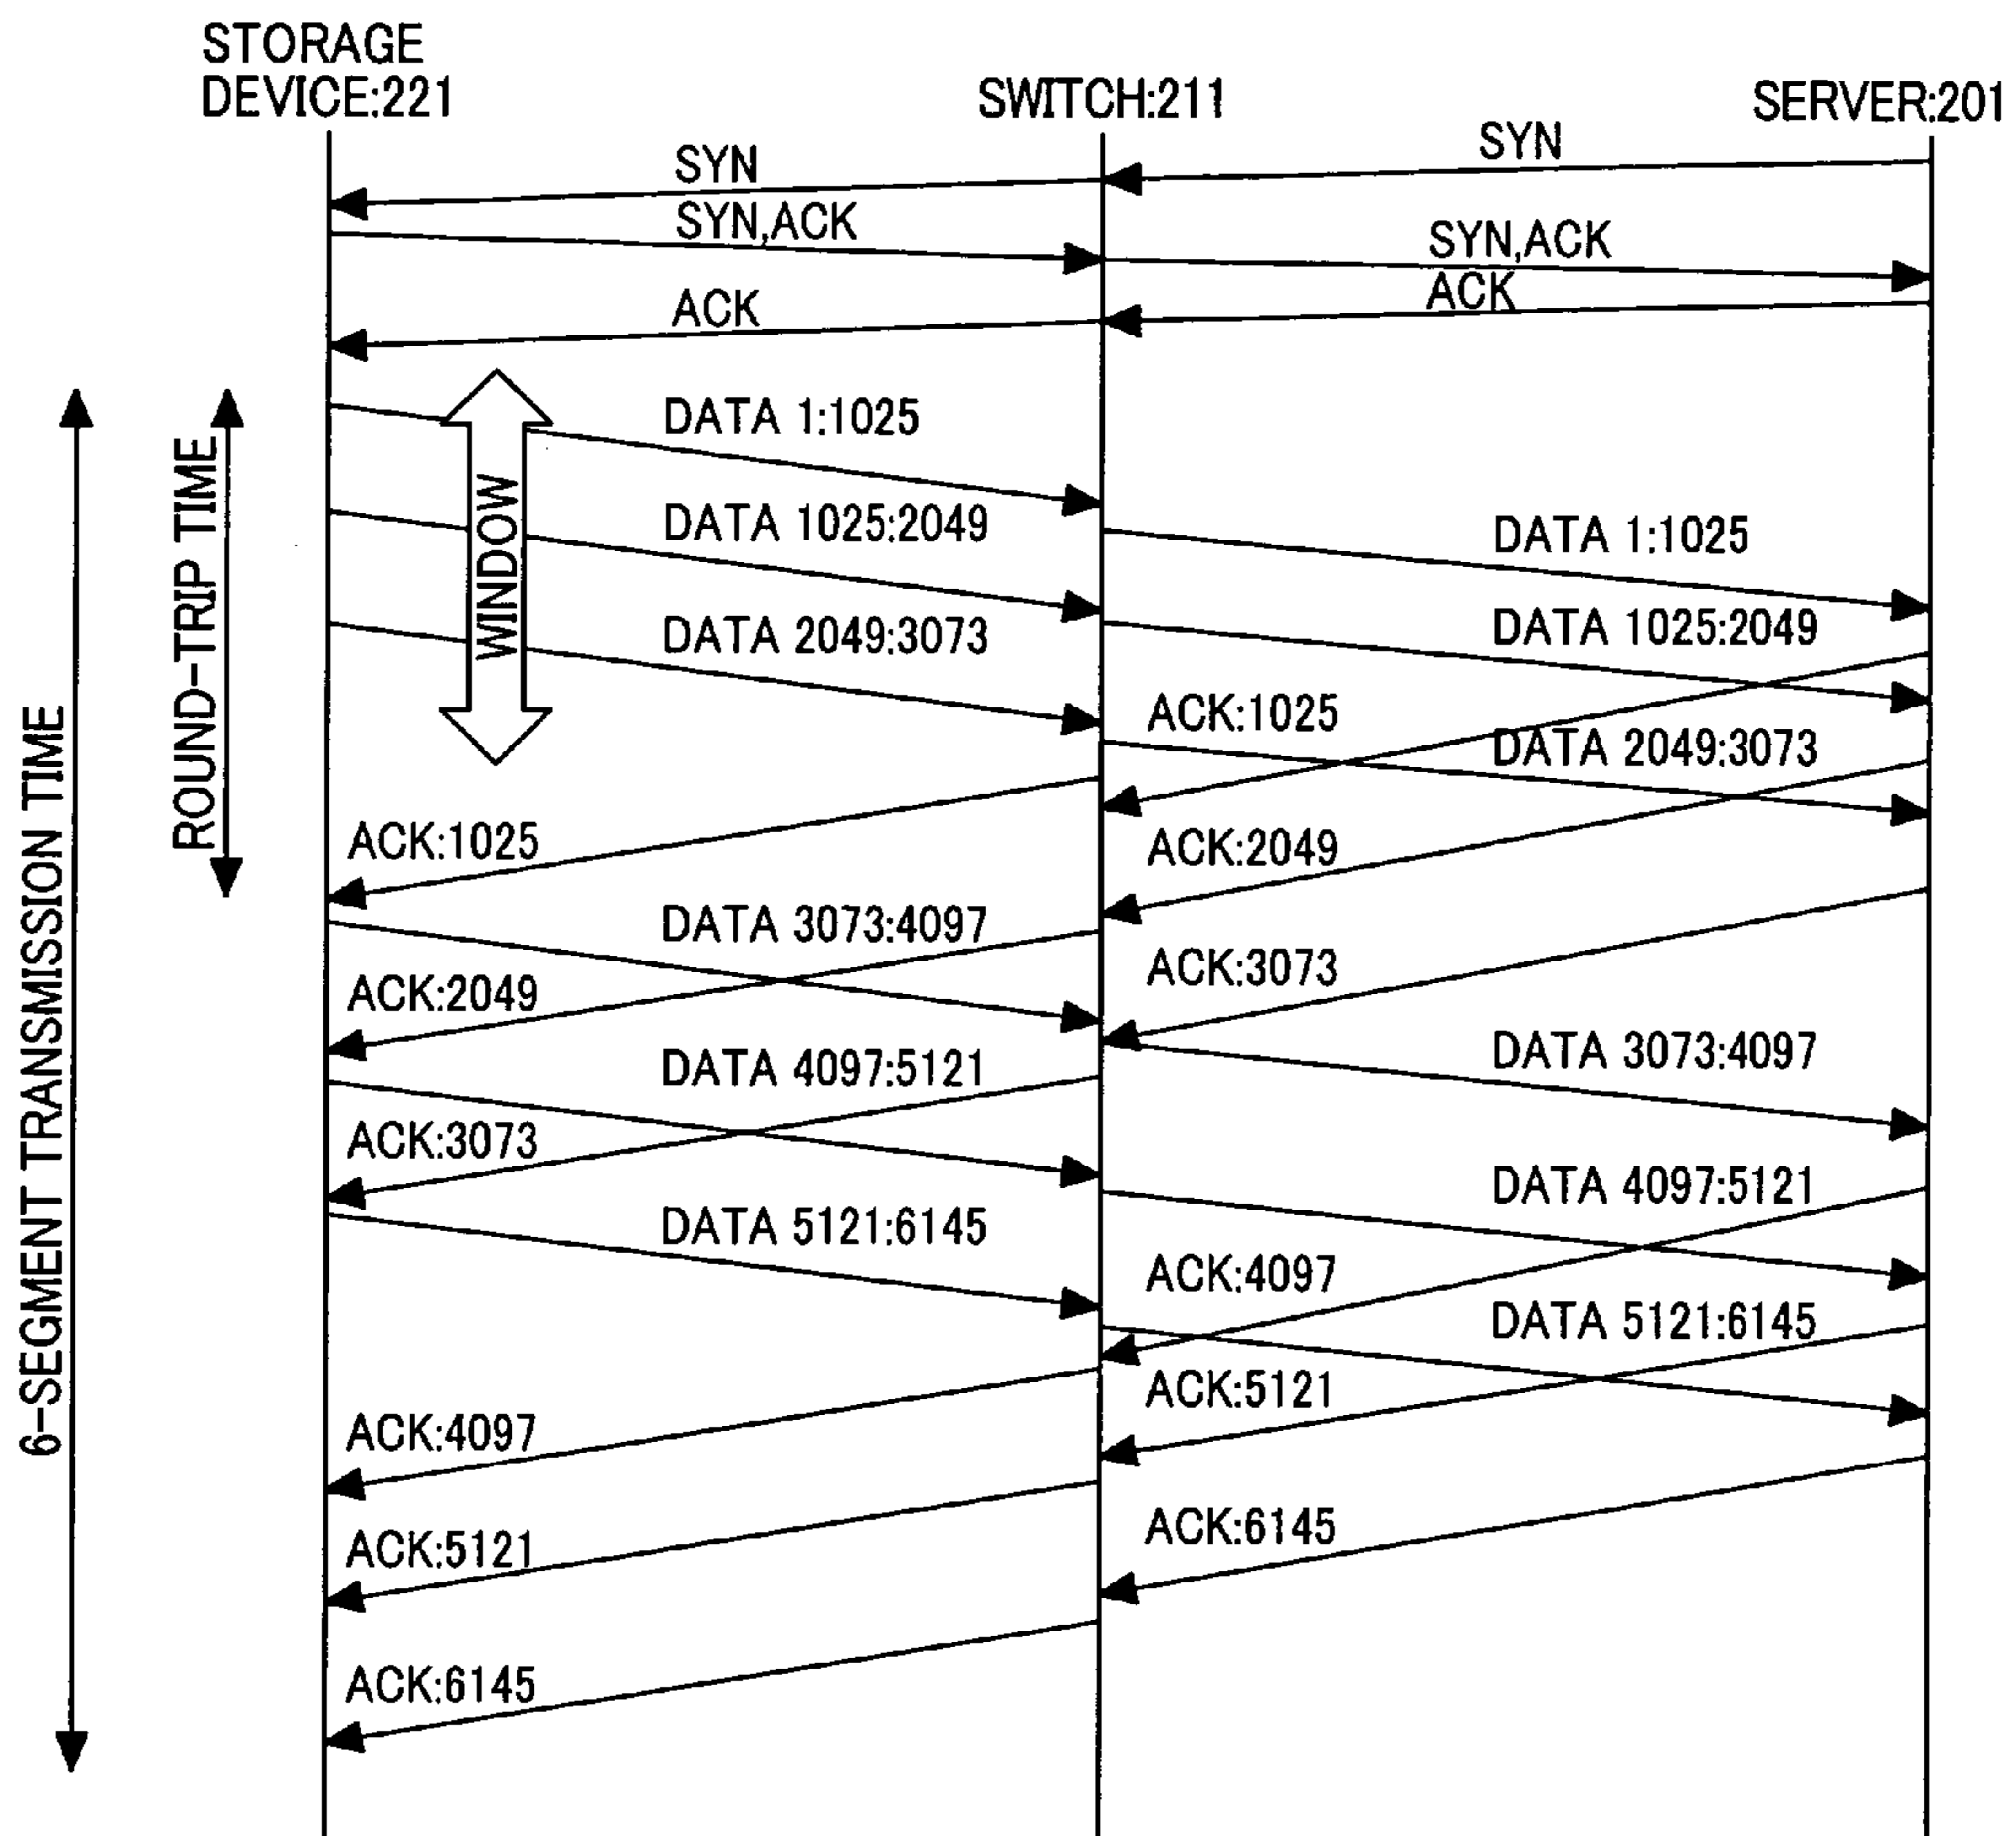 STORAGE
DEVICE:221
SWITCH:211
SERVER:201
SYN
SYN
SYN,ACK
SYN,ACK
ACK
ACK
6-SEGMENT TRANSMISSION TIME
ROUND-TRIP TIME
WINDOW
DATA 1:1025
DATA 1025:2049
DATA 1:1025
DATA 2049:3073
DATA 1025:2049
ACK:1025
DATA 2049:3073
ACK:1025
ACK:2049
DATA 3073:4097
ACK:3073
ACK:2049
DATA 3073:4097
DATA 4097:5121
ACK:3073
DATA 4097:5121
DATA 5121:6145
ACK:4097
DATA 5121:6145
ACK:5121
ACK:4097
ACK:6145
ACK:5121
ACK:6145